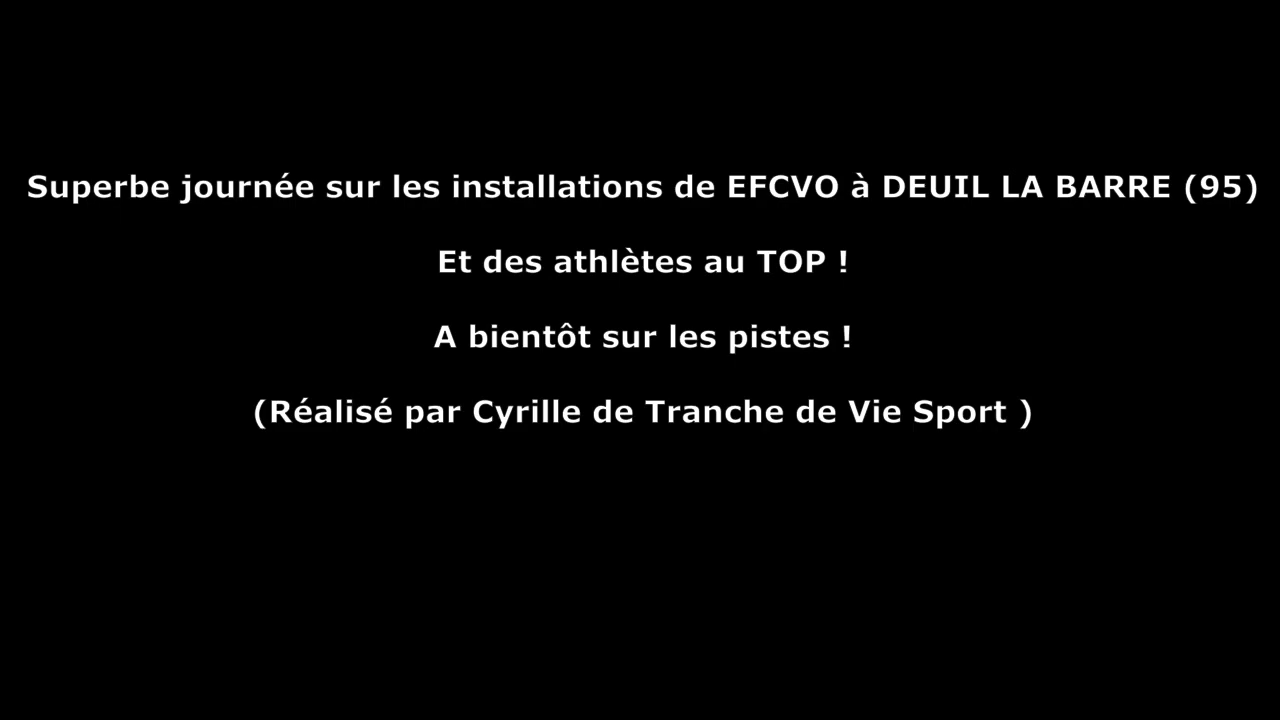 Superbe journée sur les installations de EFCVO à DEUIL LA BARRE (95)
Et des athlètes au TOP !
A bientôt sur les pistes !
(Réalisé par Cyrille de Tranche de Vie Sport )